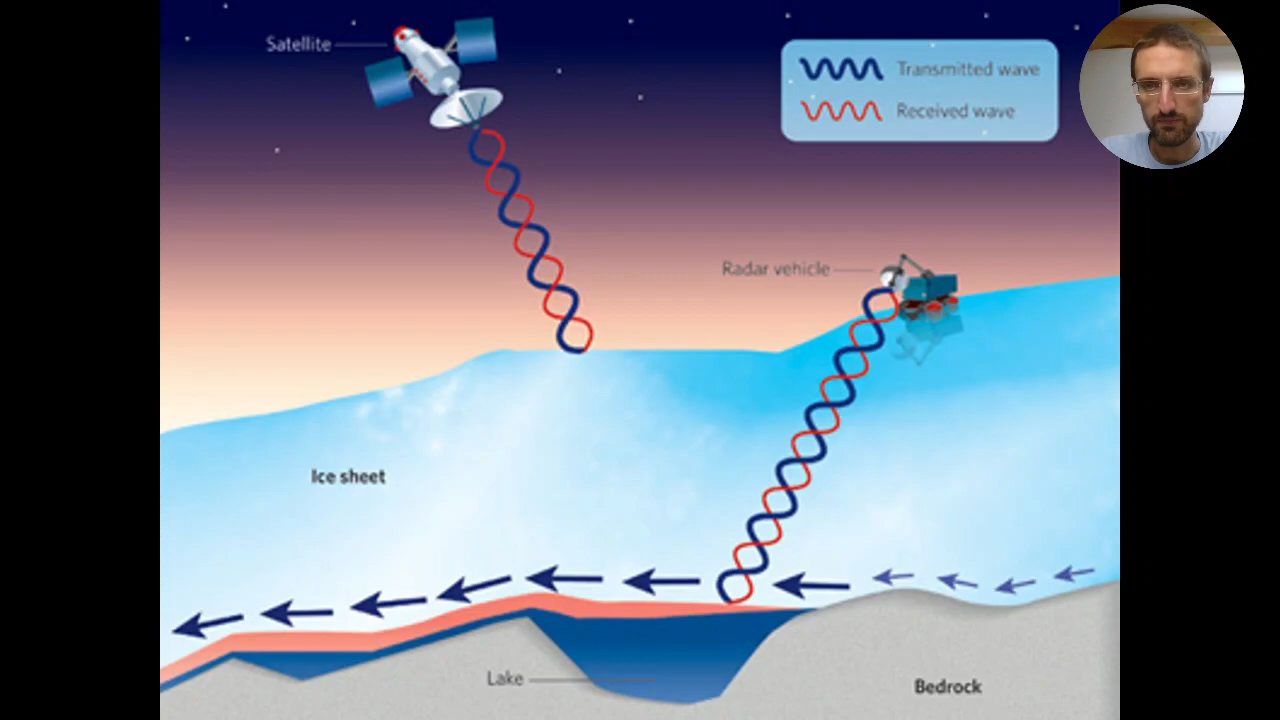 Satellite
Transmitted wave
Received wave
Radar vehicle
Ice sheet
Lake
Bedrock